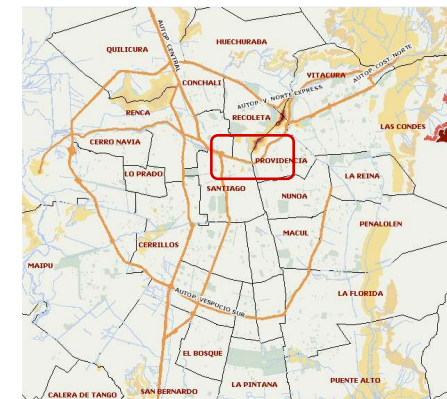 HUECHURABA
QUILICURA
AUTOP. CENTRAL
VITACURA
AUTOP. COST. NORTE
CONCHALI
AUTOP. V. NORTE EXPRESS
RENCA
RECOLETA
LAS CONDES
CERRO NAVIA
PROVIDENCIA
LO PRADO
LA REINA
SANTIAGO
NUNOA
PENALOLEN
MACUL
CERRILLOS
MAIPU
AUTOP. VESPUCIO SUR
LA FLORIDA
EL BOSQUE
PUENTE ALTO
LA PINTANA
SAN BERNARDO
CALERA DE TANGO